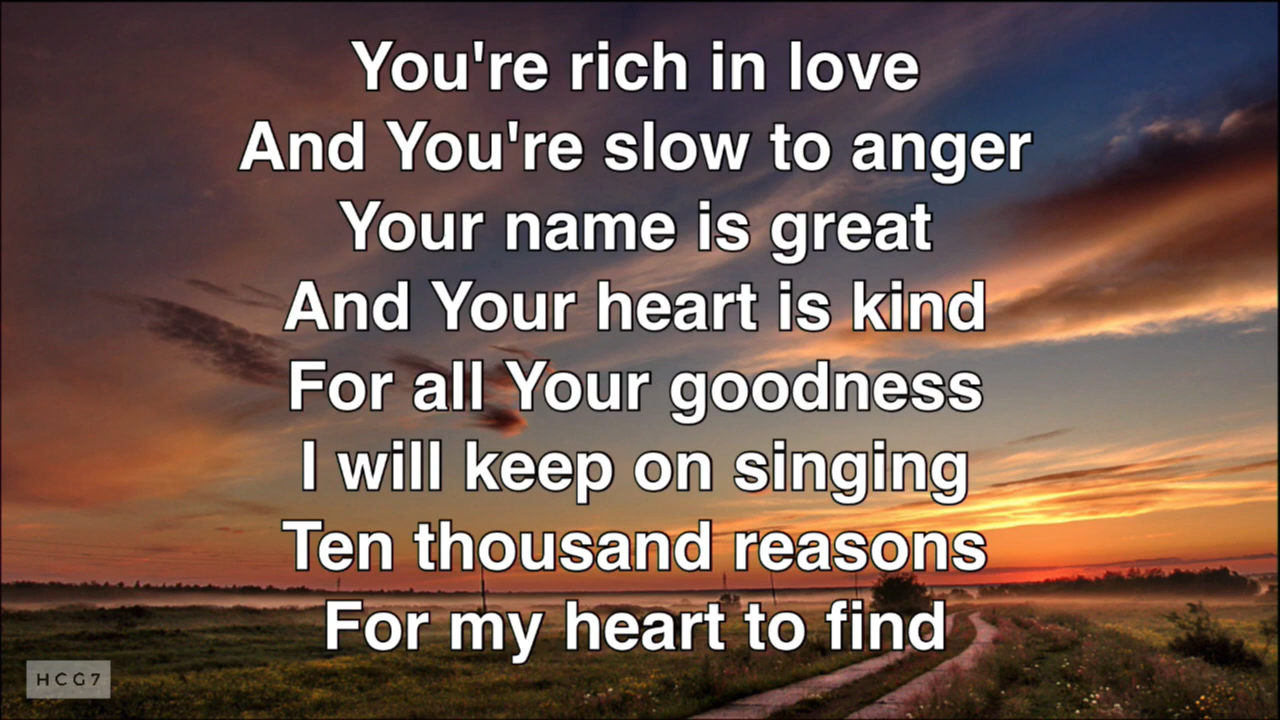 You're rich in love
And You're slow to anger
Your name is great
And Your heart is kind
For all Your goodness
I will keep on singing
Ten thousand reasons
For my heart to find
HCG7